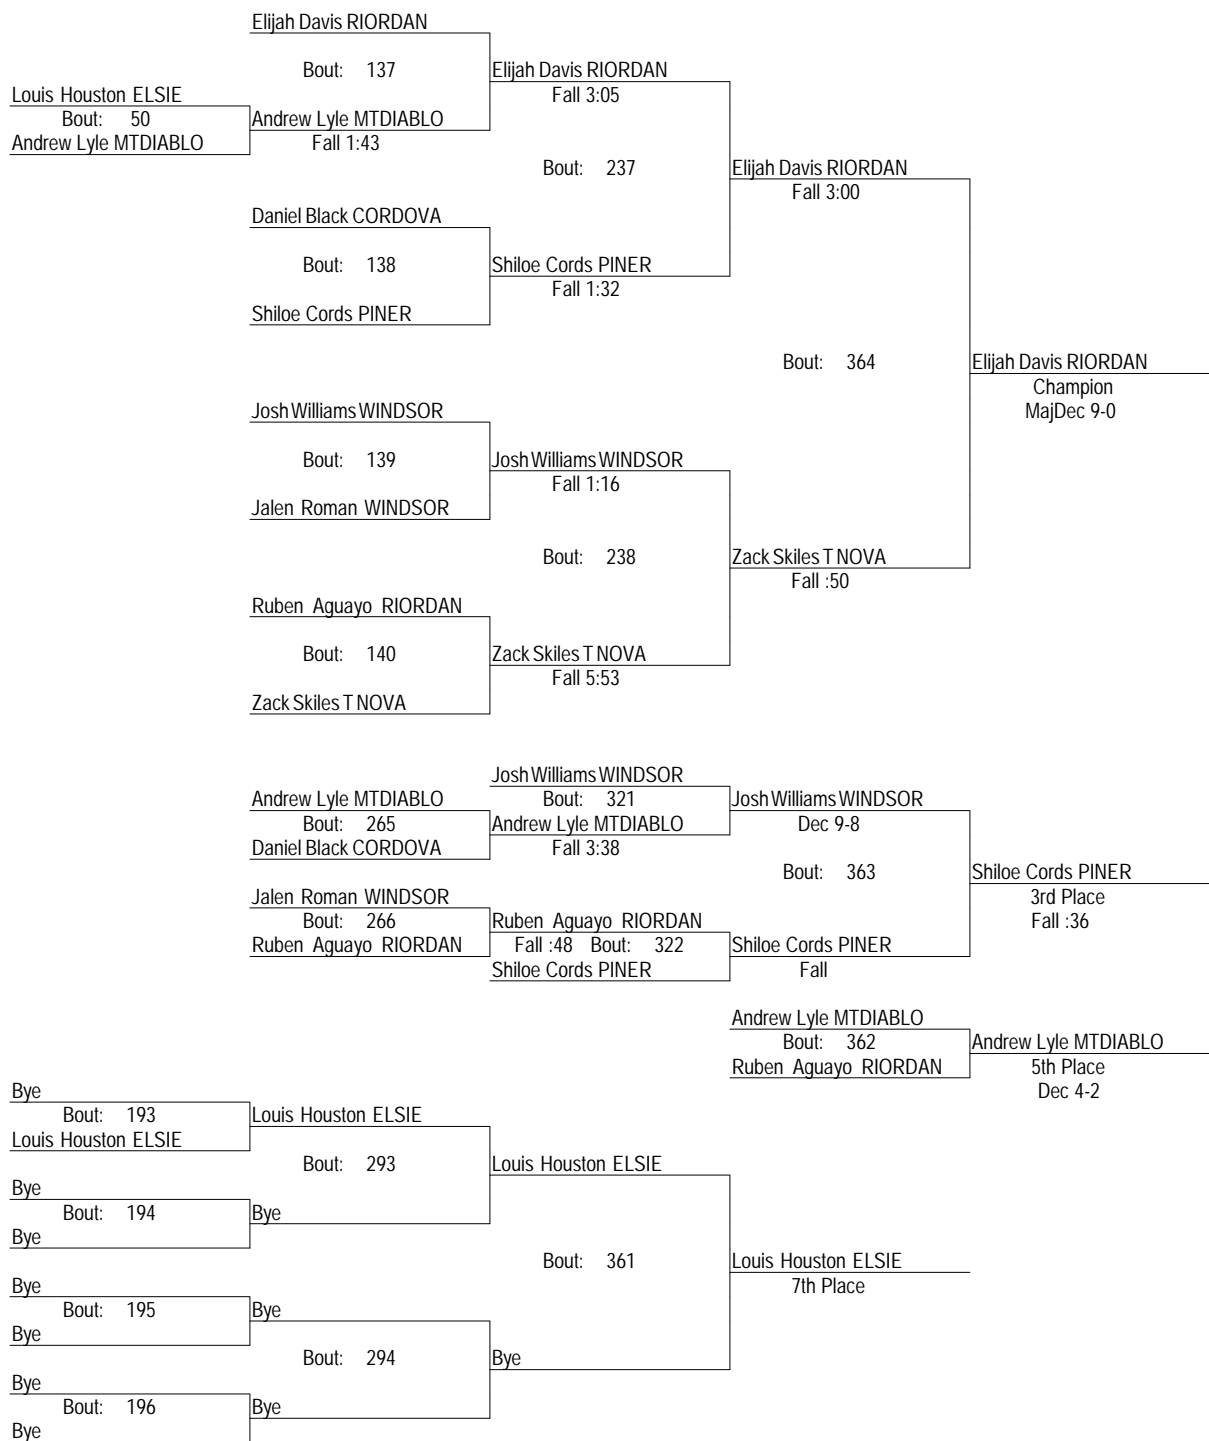 Elijah Davis RIORDAN
Bout: 137
Elijah Davis RIORDAN
Louis Houston ELSIE
Fall 3:05
Bout: 50
Andrew Lyle MTDIABLO
Andrew Lyle MTDIABLO
Fall 1:43
Bout: 237
Elijah Davis RIORDAN
Fall 3:00
Daniel Black CORDOVA
Bout: 138
Shiloe Cords PINER
Fall 1:32
Shiloe Cords PINER
Bout: 364
Elijah Davis RIORDAN
Champion
MajDec 9-0
Josh Williams WINDSOR
Bout: 139
Josh Williams WINDSOR
Fall 1:16
Jalen Roman WINDSOR
Bout: 238
Zack Skiles T NOVA
Fall :50
Ruben Aguayo RIORDAN
Bout: 140
Zack Skiles T NOVA
Fall 5:53
Zack Skiles T NOVA
Josh Williams WINDSOR
Andrew Lyle MTDIABLO
Bout: 321
Josh Williams WINDSOR
Bout: 265
Andrew Lyle MTDIABLO
Dec 9-8
Daniel Black CORDOVA
Fall 3:38
Bout: 363
Shiloe Cords PINER
3rd Place
Fall :36
Jalen Roman WINDSOR
Bout: 266
Ruben Aguayo RIORDAN
Ruben Aguayo RIORDAN
Fall :48 Bout: 322
Shiloe Cords PINER
Shiloe Cords PINER
Fall
Andrew Lyle MTDIABLO
Bout: 362
Andrew Lyle MTDIABLO
Ruben Aguayo RIORDAN
5th Place
Dec 4-2
Bye
Bout: 193
Louis Houston ELSIE
Louis Houston ELSIE
Bout: 293
Louis Houston ELSIE
Bye
Bout: 194
Bye
Bye
Bout: 361
Louis Houston ELSIE
7th Place
Bye
Bout: 195
Bye
Bye
Bout: 294
Bye
Bye
Bout: 196
Bye
Bye